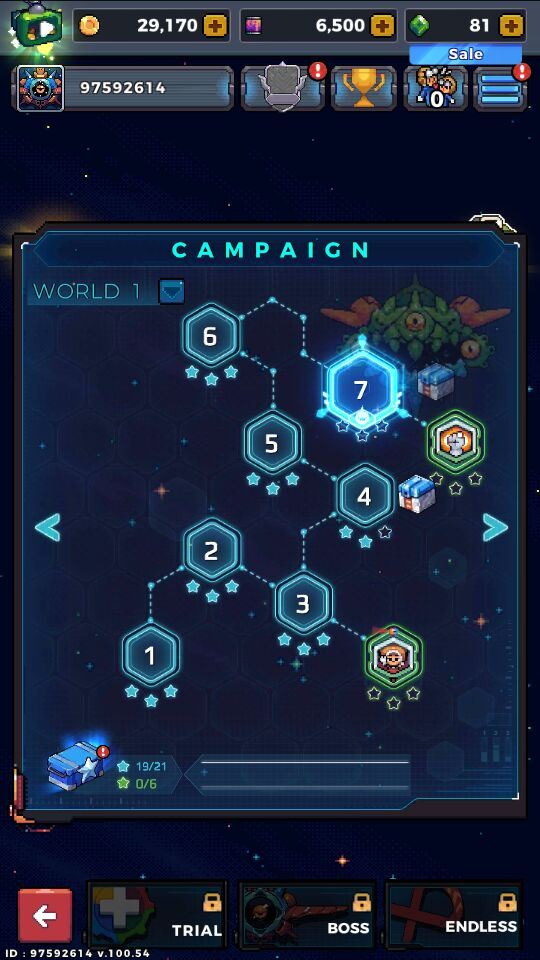 29,170
6,500
81
Sale
97592614
0
CAMPAIGN
WORLD 1
6
7
5
4
2
3
1
19/21
0/6
TRIAL
BOSS
ENDLESS
ID : 97592614 v.100.54